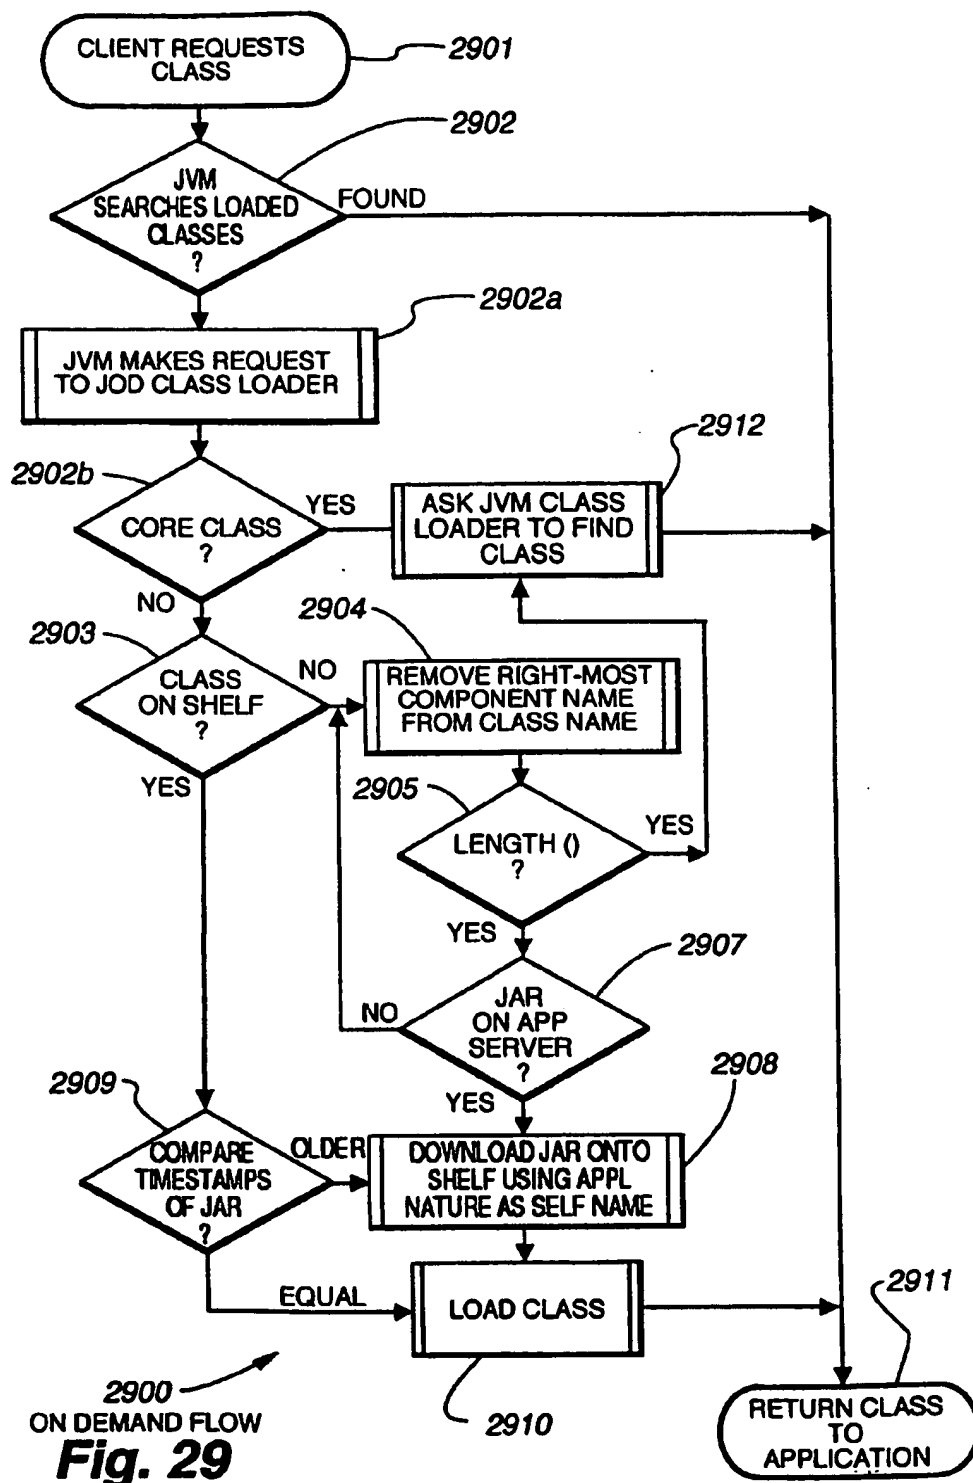 CLIENT REQUESTS
CLASS
2901
2902
JVM
SEARCHES LOADED
CLASSES
?
FOUND
2902a
JVM MAKES REQUEST
TO JOD CLASS LOADER
2902b
CORE CLASS
?
YES
NO
2912
ASK JVM CLASS
LOADER TO FIND
CLASS
2903
CLASS
ON SHELF
?
NO
YES
2904
REMOVE RIGHT-MOST
COMPONENT NAME
FROM CLASS NAME
2905
LENGTH ()
?
YES
YES
2907
JAR
ON APP
SERVER
?
NO
YES
2908
2909
COMPARE
TIMESTAMPS
OF JAR
?
OLDER
DOWNLOAD JAR ONTO
SHELF USING APPL
NATURE AS SELF NAME
EQUAL
LOAD CLASS
2910
2911
RETURN CLASS
TO
APPLICATION
2900
ON DEMAND FLOW
Fig. 29